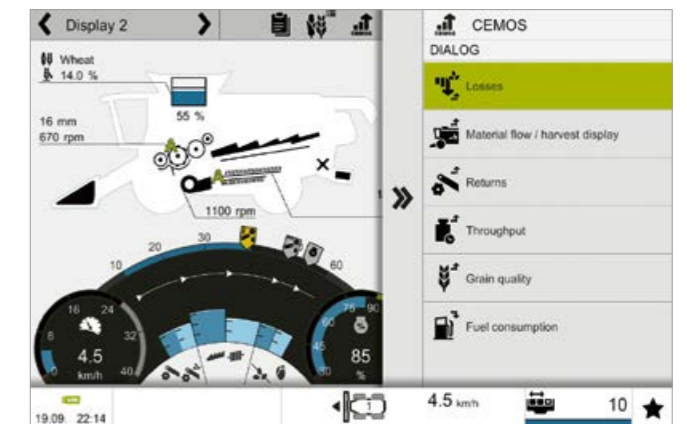 Display 2
CEMOS
CEMOS
DIALOG
Wheat
14.0 %
55 %
16 mm
670 rpm
1100 rpm
1
Losses
Material flow / harvest display
Returns
Throughput
Grain quality
Fuel consumption
10 20 30 60
8 16 24 32 40
4.5
km/h
30 45 60 75 90
%
85
%
19.09. 22:14
1
4.5 km/h
10